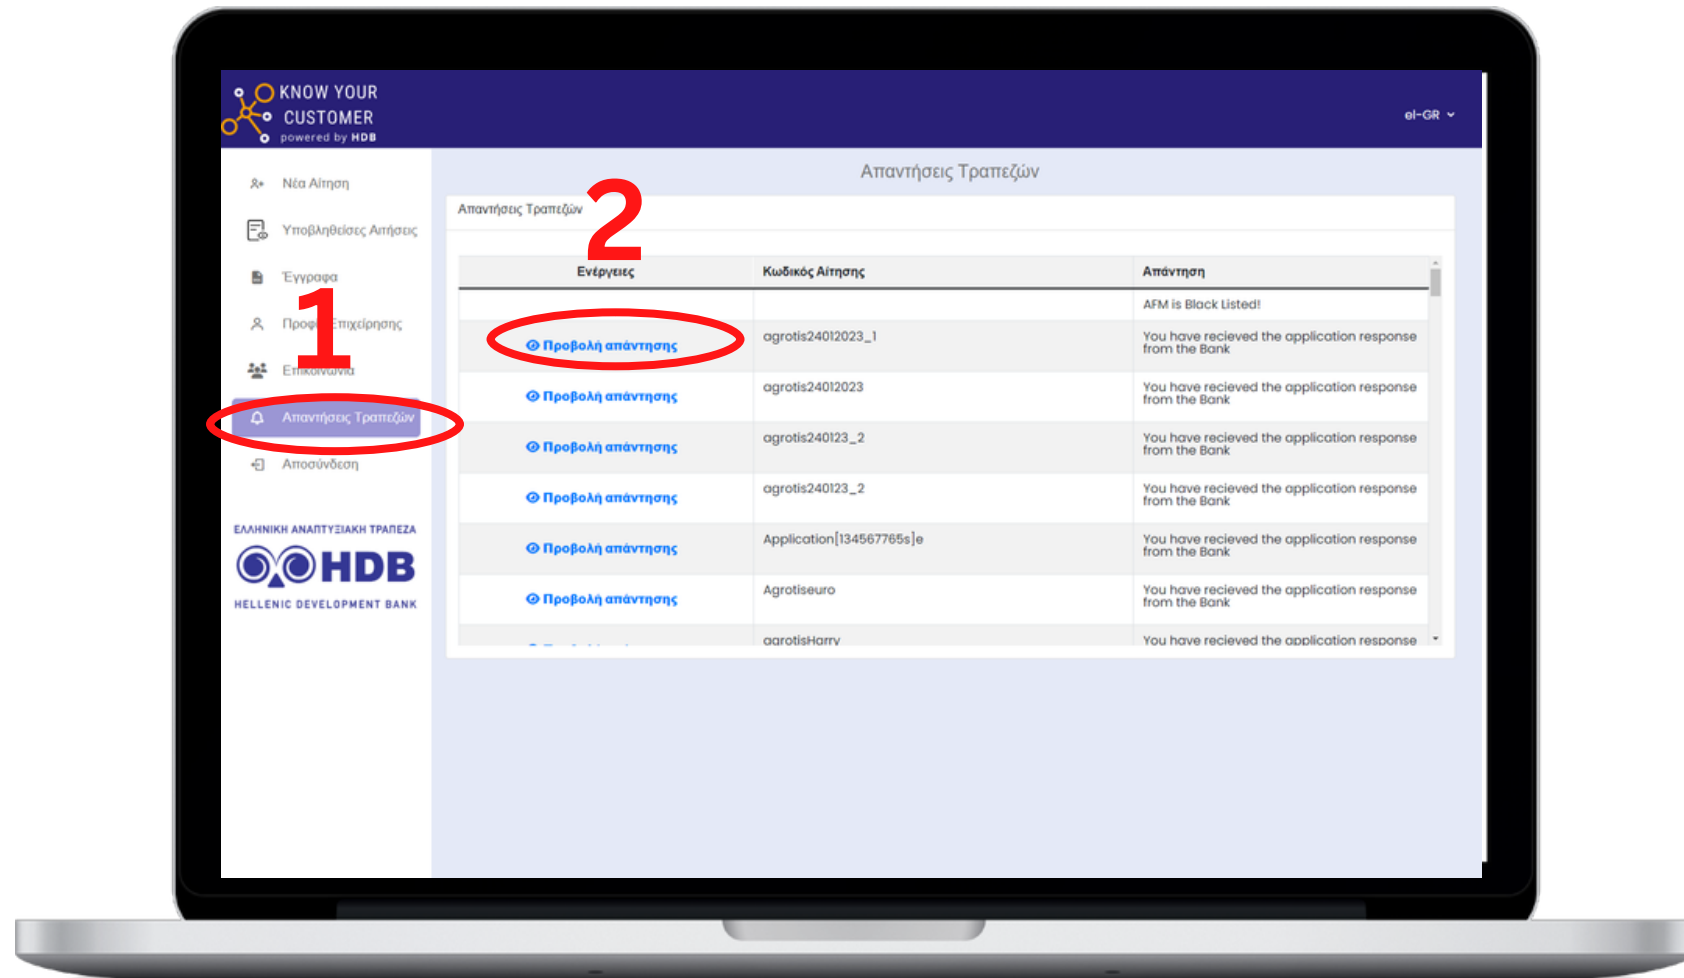 KNOW YOUR
CUSTOMER
powered by HDB
el-GR
Νέα Αίτηση
Υποβληθείσες Αιτήσεις
Έγγραφα
Επιχείρησης
Επικοινωνία
Απαντήσεις Τραπεζών
Αποσύνδεση
1
ΕΛΛΗΝΙΚΗ ΑΝΑΠΤΥΞΙΑΚΗ ΤΡΑΠΕΖΑ
HDB
HELLENIC DEVELOPMENT BANK
Απαντήσεις Τραπεζών
Απαντήσεις Τραπεζών
2
Ενέργειες Κωδικός Αίτησης Απάντηση
AFM is Black Listed!
Προβολή απάντησης agrotis24012023_1 You have recieved the application response
from the Bank
Προβολή απάντησης agrotis24012023 You have recieved the application response
from the Bank
Προβολή απάντησης agrotis240123_2 You have recieved the application response
from the Bank
Προβολή απάντησης agrotis240123_2 You have recieved the application response
from the Bank
Προβολή απάντησης Application[134567765s]e You have recieved the application response
from the Bank
Προβολή απάντησης Agrotiseuro You have recieved the application response
from the Bank
agrotisHarry You have recieved the application response